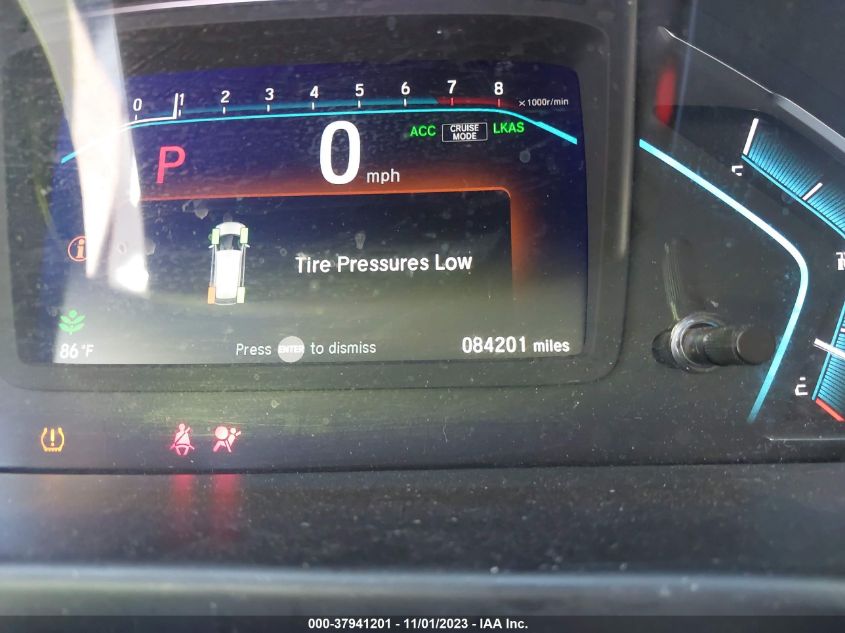 0 1 2 3 4 5 6 7 8 x1000r/min
P 0 mph ACC CRUISE MODE LKAS
i
Tire Pressures Low
86°F Press ENTER to dismiss 084201 miles
000-37941201 - 11/01/2023 - IAA Inc.